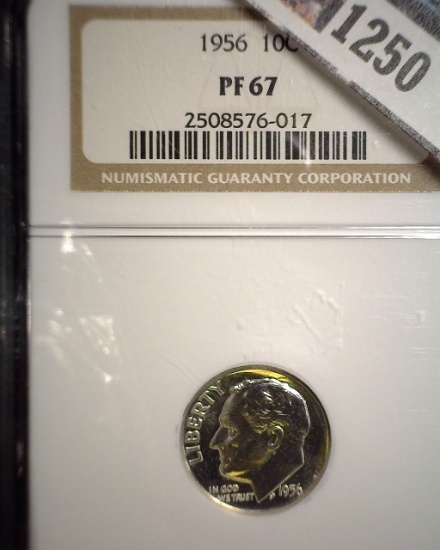 1250
1956 10C
PF 67
2508576-017
NUMISMATIC GUARANTY CORPORATION
LIBERTY
IN GOD
WE TRUST
1956